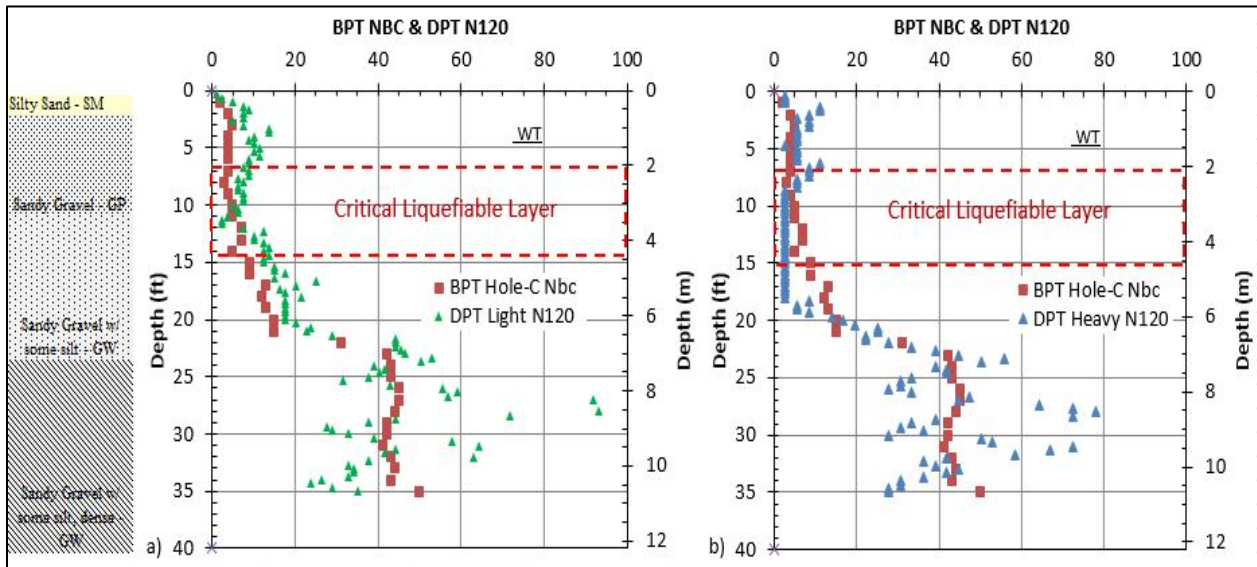 Silty Sand - SM
Sandy Gravel - GP
Sandy Gravel w/
some silt - GW
Sandy Gravel w/
some silt, dense -
GW
BPT NBC & DPT N120
0 20 40 60 80 100
0
5
10
15
20
25
30
35
40
Depth (ft)
WT
Critical Liquefiable Layer
BPT Hole-C Nbc
DPT Light N120
a)
0
2
4
6
8
10
12
Depth (m)
BPT NBC & DPT N120
0 20 40 60 80 100
0
5
10
15
20
25
30
35
40
Depth (ft)
WT
Critical Liquefiable Layer
BPT Hole-C Nbc
DPT Heavy N120
b)
0
2
4
6
8
10
12
Depth (m)